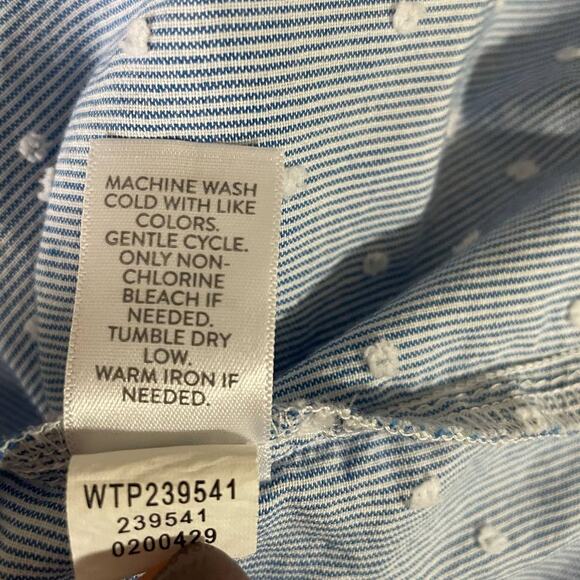 MACHINE WASH
COLD WITH LIKE
COLORS.
GENTLE CYCLE.
ONLY NON-
CHLORINE
BLEACH IF
NEEDED.
TUMBLE DRY
LOW.
WARM IRON IF
NEEDED.
WTP239541
239541
0200429